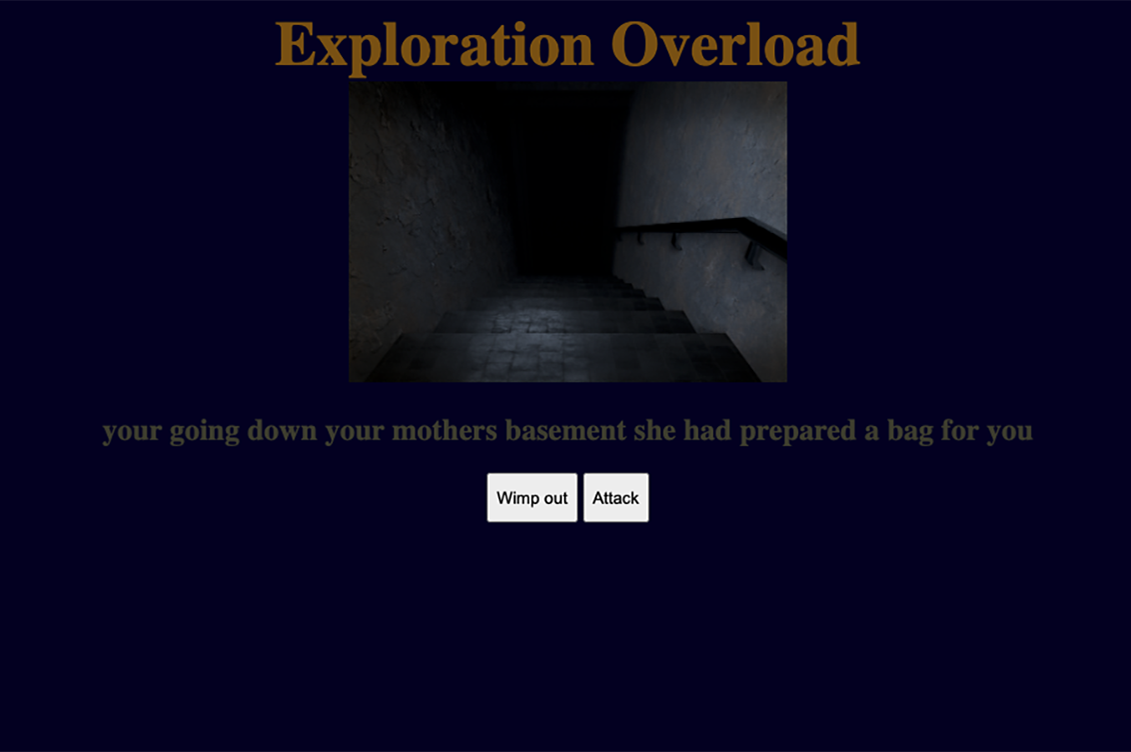 Exploration Overload
your going down your mothers basement she had prepared a bag for you
Wimp out
Attack